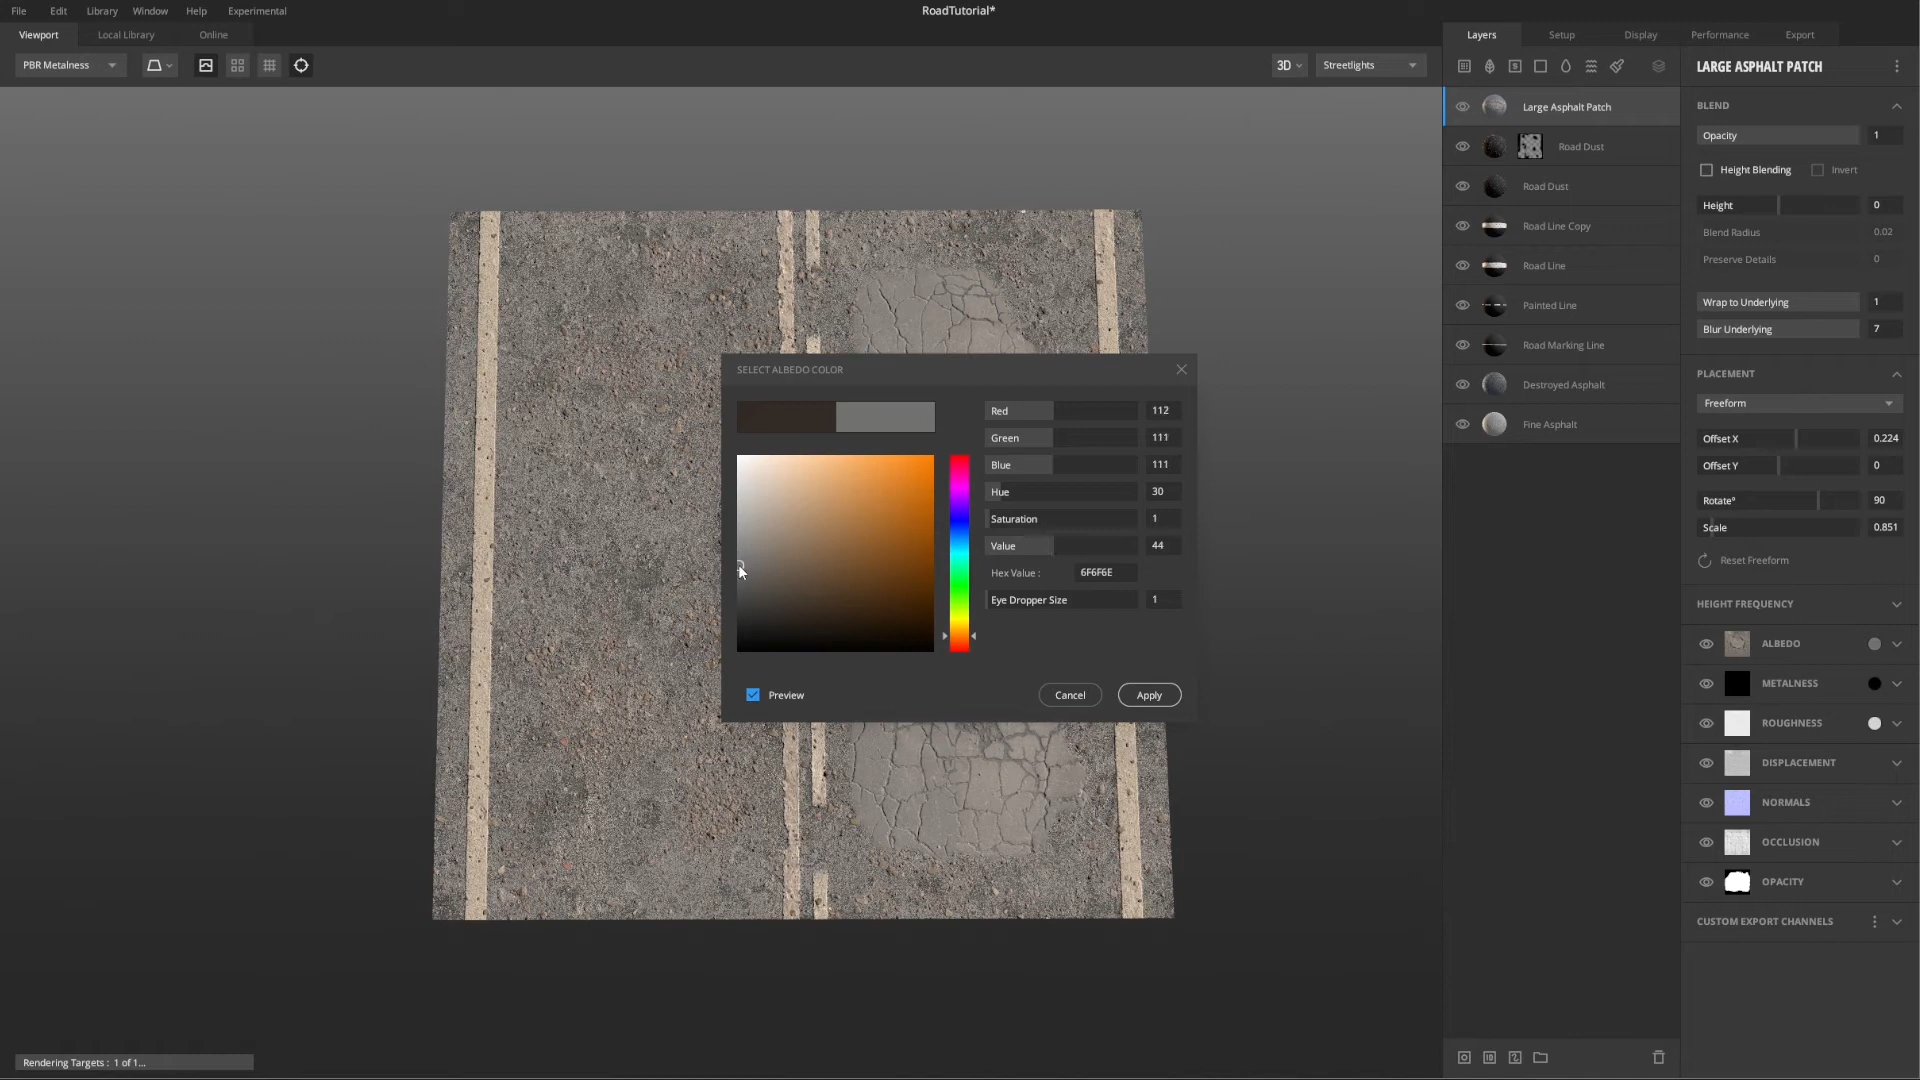 File Edit Library Window Help Experimental
RoadTutorial*
Viewport Local Library Online
Layers Setup Display Performance Export
PBR Metalness
3D Streetlights
LARGE ASPHALT PATCH
Large Asphalt Patch
Road Dust
Road Dust
Road Line Copy
Road Line
Painted Line
Road Marking Line
Destroyed Asphalt
Fine Asphalt
BLEND
Opacity 1
Height Blending Invert
Height 0
Blend Radius 0.02
Preserve Details 0
Wrap to Underlying 1
Blur Underlying 7
PLACEMENT
Freeform
Offset X 0.224
Offset Y 0
Rotate° 90
Scale 0.851
Reset Freeform
HEIGHT FREQUENCY
ALBEDO
METALNESS
ROUGHNESS
DISPLACEMENT
NORMALS
OCCLUSION
OPACITY
CUSTOM EXPORT CHANNELS
SELECT ALBEDO COLOR
Red 112
Green 111
Blue 111
Hue 30
Saturation 1
Value 44
Hex Value : 6F6F6E
Eye Dropper Size 1
Preview
Cancel Apply
Rendering Targets : 1 of 1...